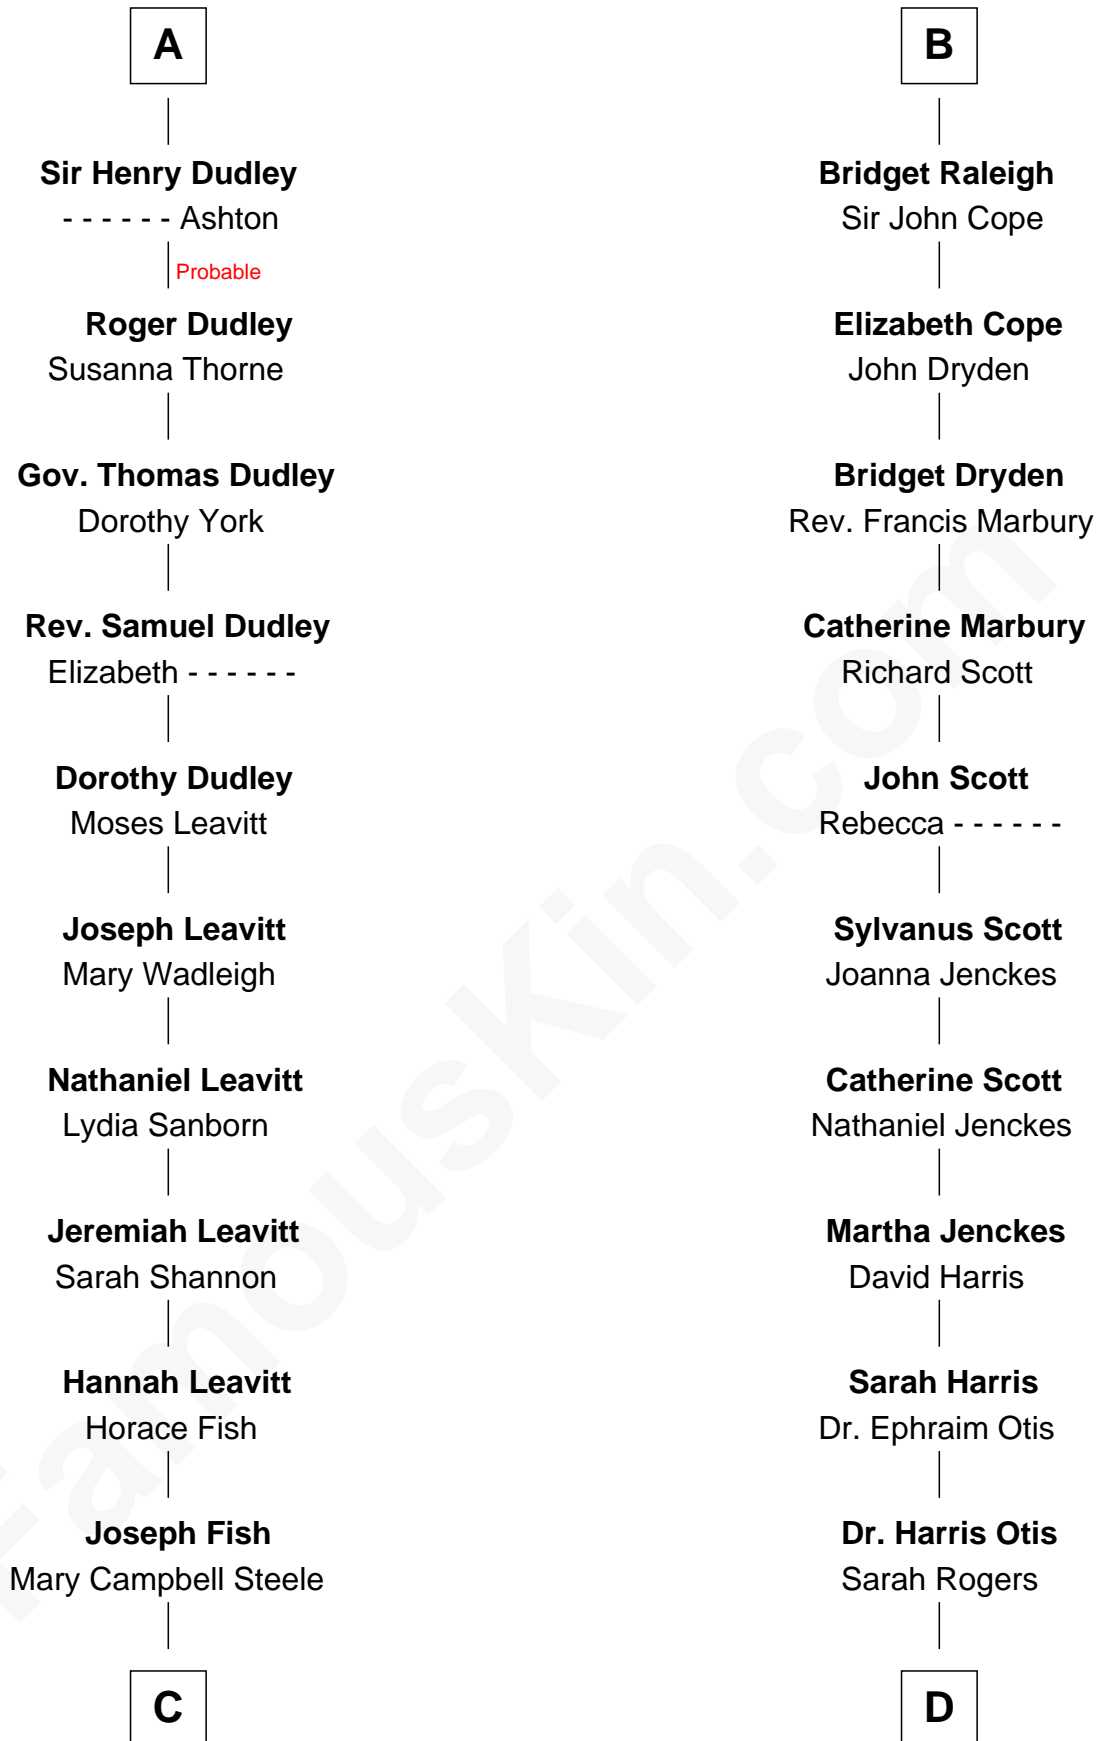 A
Sir Henry Dudley
- - - - - - Ashton
Probable
Roger Dudley
Susanna Thorne
Gov. Thomas Dudley
Dorothy York
Rev. Samuel Dudley
Elizabeth - - - - - -
Dorothy Dudley
Moses Leavitt
Joseph Leavitt
Mary Wadleigh
Nathaniel Leavitt
Lydia Sanborn
Jeremiah Leavitt
Sarah Shannon
Hannah Leavitt
Horace Fish
Joseph Fish
Mary Campbell Steele
C
B
Bridget Raleigh
Sir John Cope
Elizabeth Cope
John Dryden
Bridget Dryden
Rev. Francis Marbury
Catherine Marbury
Richard Scott
John Scott
Rebecca - - - - - -
Sylvanus Scott
Joanna Jenckes
Catherine Scott
Nathaniel Jenckes
Martha Jenckes
David Harris
Sarah Harris
Dr. Ephraim Otis
Dr. Harris Otis
Sarah Rogers
D
FamousKin.com